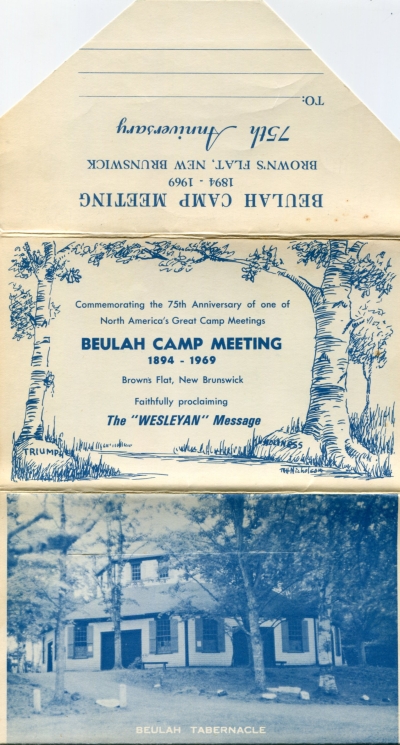 TO:
75th Anniversary
BROWN'S FLAT, NEW BRUNSWICK
1894 - 1969
BEULAH CAMP MEETING
Commemorating the 75th Anniversary of one of
North America's Great Camp Meetings
BEULAH CAMP MEETING
1894 - 1969
Brown's Flat, New Brunswick
Faithfully proclaiming
The "WESLEYAN" Message
TRIUMPH
HOLINESS
BEULAH TABERNACLE